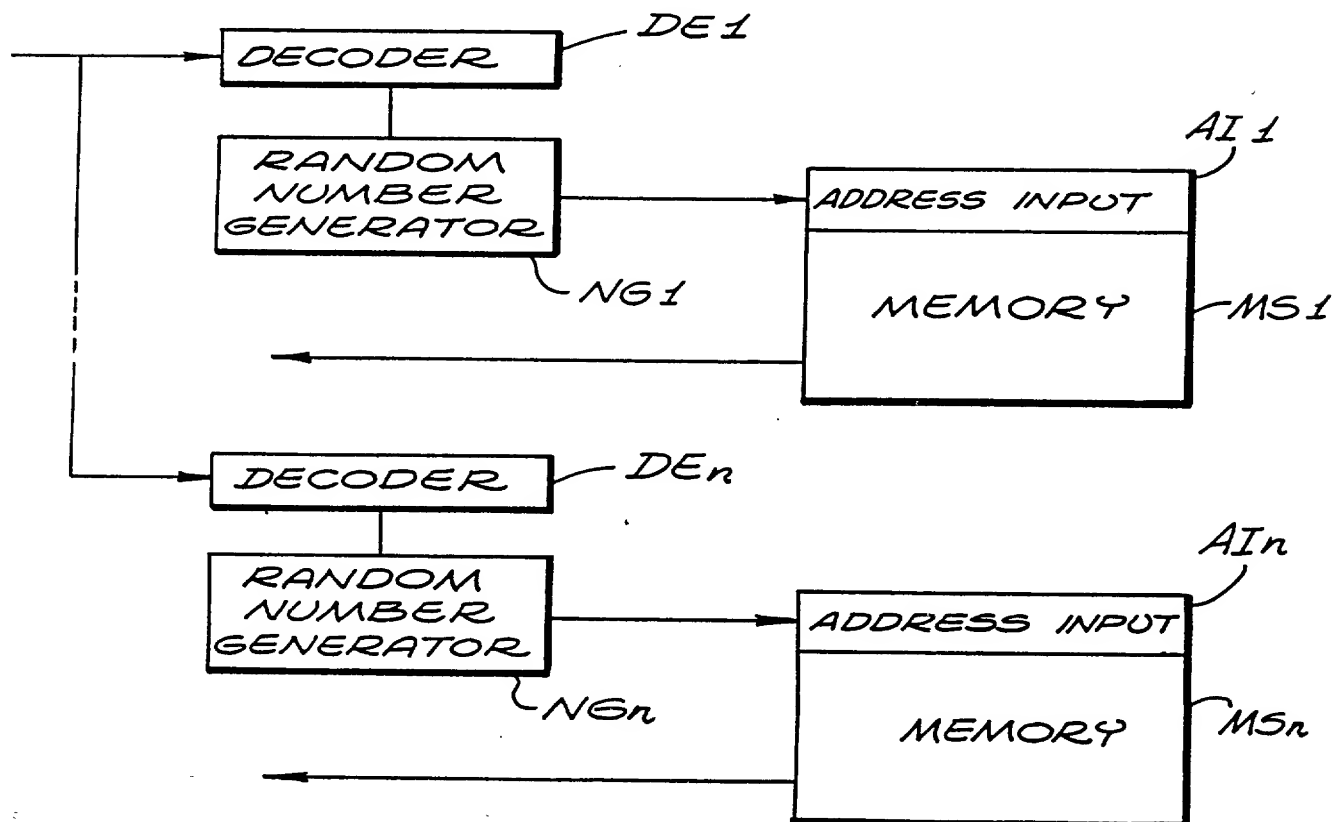 DE1
DECODER
AI1
RANDOM
NUMBER
GENERATOR
ADDRESS INPUT
NG1
MEMORY
MS1
DECODER
DEn
AIn
RANDOM
NUMBER
GENERATOR
ADDRESS INPUT
NGn
MEMORY
MSn